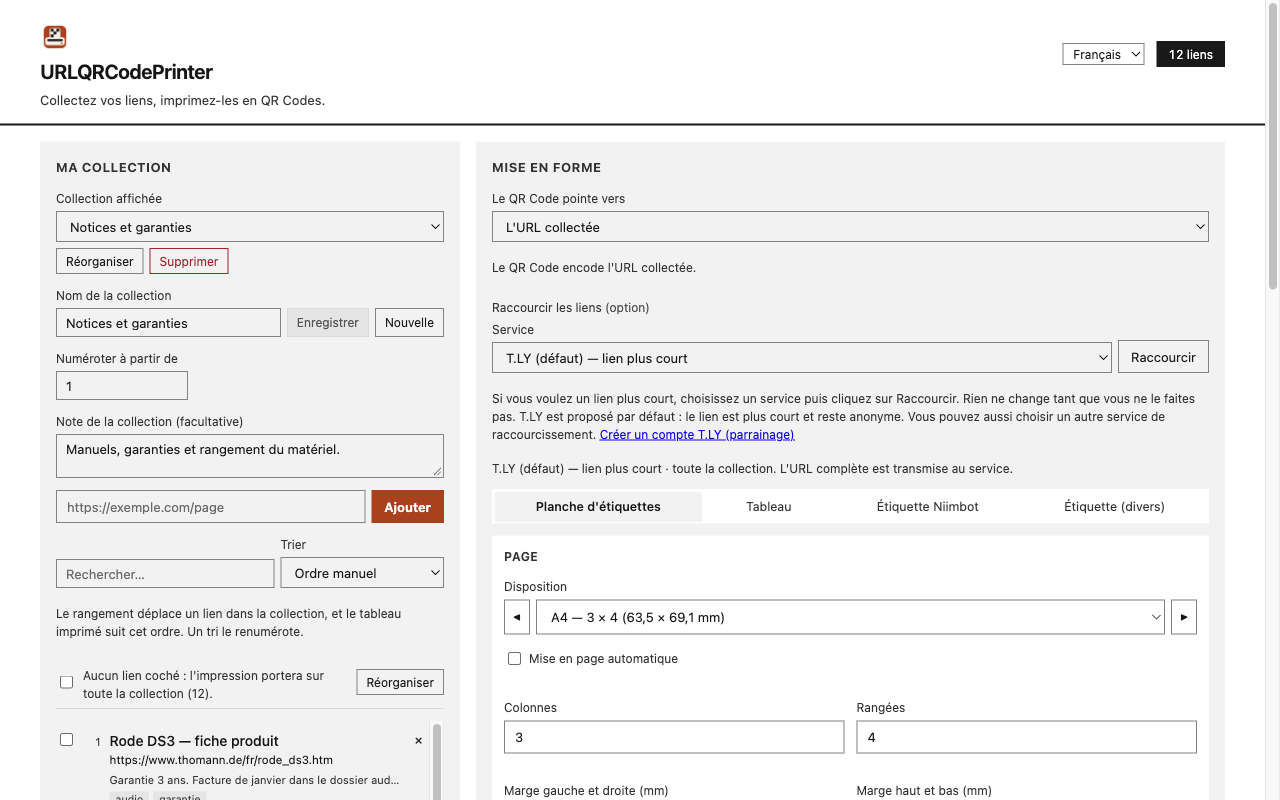 URLQRCodePrinter
Collectez vos liens, imprimez-les en QR Codes.
Français
12 liens
MA COLLECTION
Collection affichée
Notices et garanties
Réorganiser
Supprimer
Nom de la collection
Notices et garanties
Enregistrer
Nouvelle
Numéroter à partir de
1
Note de la collection (facultative)
Manuels, garanties et rangement du matériel.
https://exemple.com/page
Ajouter
Trier
Rechercher...
Ordre manuel
Le rangement déplace un lien dans la collection, et le tableau
imprimé suit cet ordre. Un tri le renumérote.
Aucun lien coché : l'impression portera sur
toute la collection (12).
Réorganiser
1 Rode DS3 — fiche produit ×
https://www.thomann.de/fr/rode_ds3.htm
Garantie 3 ans. Facture de janvier dans le dossier aud...
audio garantie
MISE EN FORME
Le QR Code pointe vers
L'URL collectée
Le QR Code encode l'URL collectée.
Raccourcir les liens (option)
Service
T.LY (défaut) — lien plus court
Raccourcir
Si vous voulez un lien plus court, choisissez un service puis cliquez sur Raccourcir. Rien ne change tant que vous ne le faites
pas. T.LY est proposé par défaut : le lien est plus court et reste anonyme. Vous pouvez aussi choisir un autre service de
raccourcissement. Créer un compte T.LY (parrainage)
T.LY (défaut) — lien plus court · toute la collection. L'URL complète est transmise au service.
Planche d'étiquettes
Tableau
Étiquette Niimbot
Étiquette (divers)
PAGE
Disposition
◄
A4 — 3 × 4 (63,5 × 69,1 mm)
►
Mise en page automatique
Colonnes
Rangées
3
4
Marge gauche et droite (mm)
Marge haut et bas (mm)